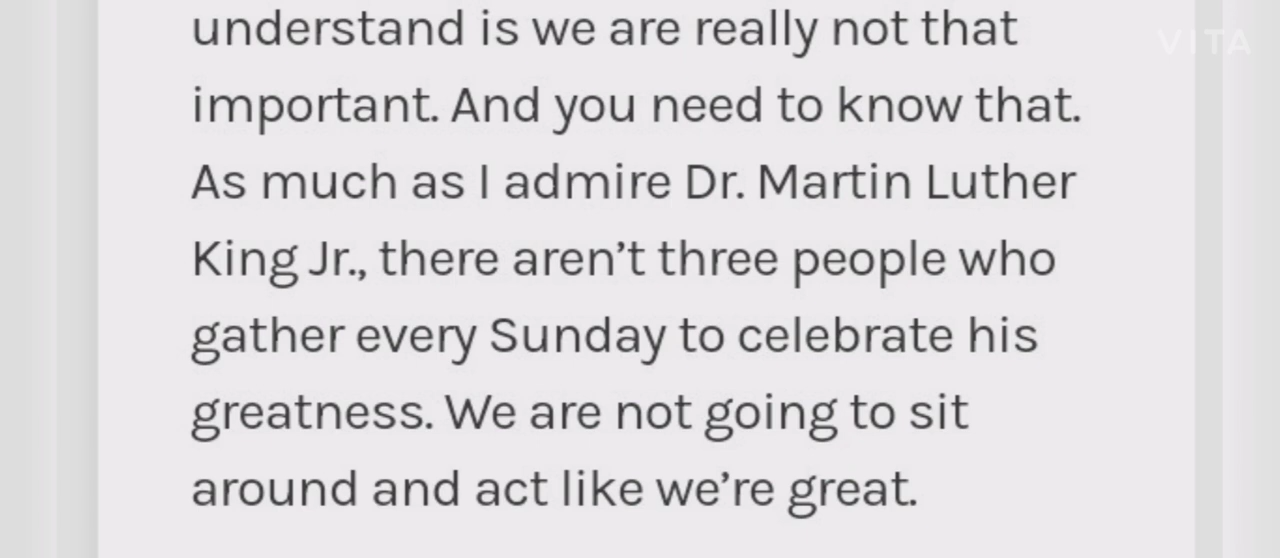 understand is we are really not that
VITA
important. And you need to know that.
As much as I admire Dr. Martin Luther
King Jr., there aren’t three people who
gather every Sunday to celebrate his
greatness. We are not going to sit
around and act like we’re great.